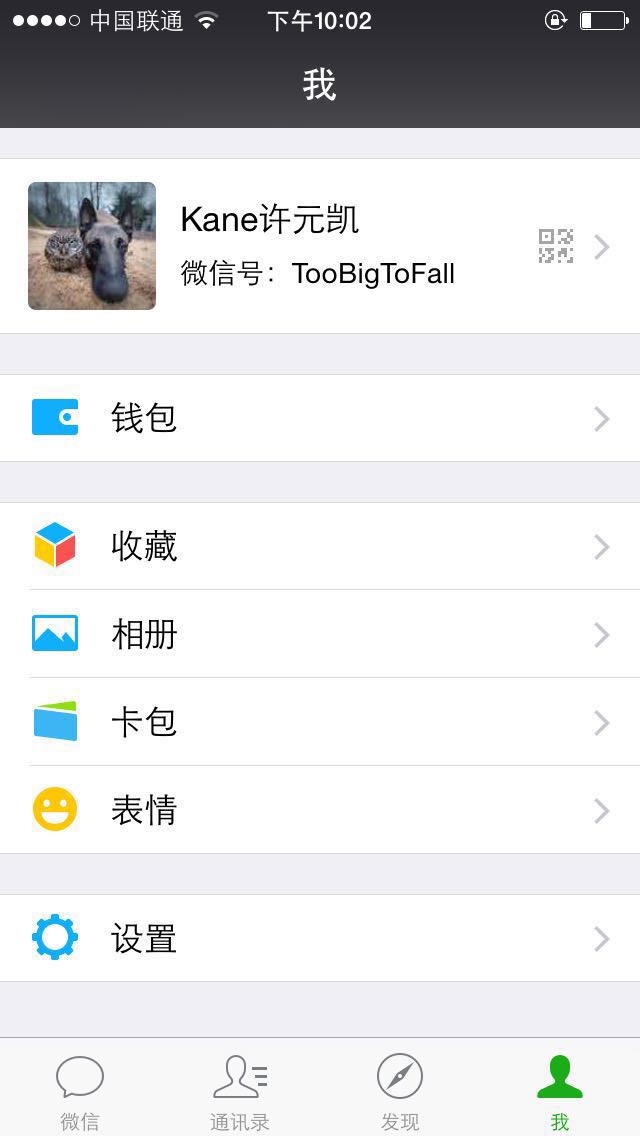 中国联通 下午10:02
我
Kane许元凯
微信号：TooBigToFall
钱包
收藏
相册
卡包
表情
设置
微信 通讯录 发现 我